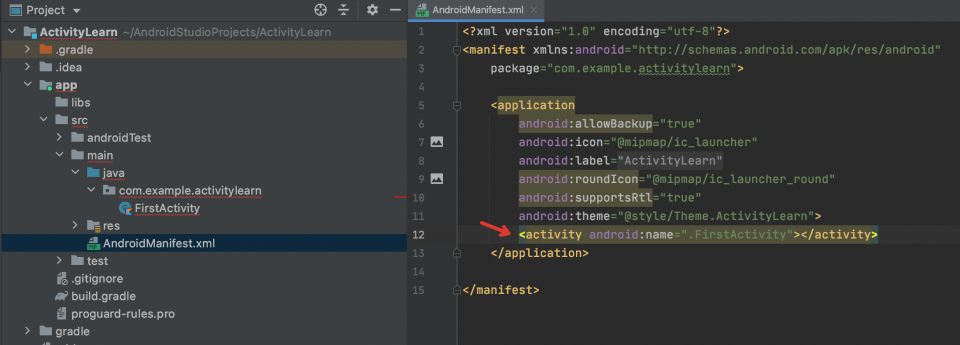 Project
ActivityLearn ~/AndroidStudioProjects/ActivityLearn
.gradle
.idea
app
libs
src
androidTest
main
java
com.example.activitylearn
FirstActivity
res
AndroidManifest.xml
test
.gitignore
build.gradle
proguard-rules.pro
gradle
AndroidManifest.xml
1 <?xml version="1.0" encoding="utf-8"?>
2 <manifest xmlns:android="http://schemas.android.com/apk/res/android"
3 package="com.example.activitylearn">
4
5 <application
6 android:allowBackup="true"
7 android:icon="@mipmap/ic_launcher"
8 android:label="ActivityLearn"
9 android:roundIcon="@mipmap/ic_launcher_round"
10 android:supportsRtl="true"
11 android:theme="@style/Theme.ActivityLearn">
12 <activity android:name=".FirstActivity"></activity>
13 </application>
14
15 </manifest>